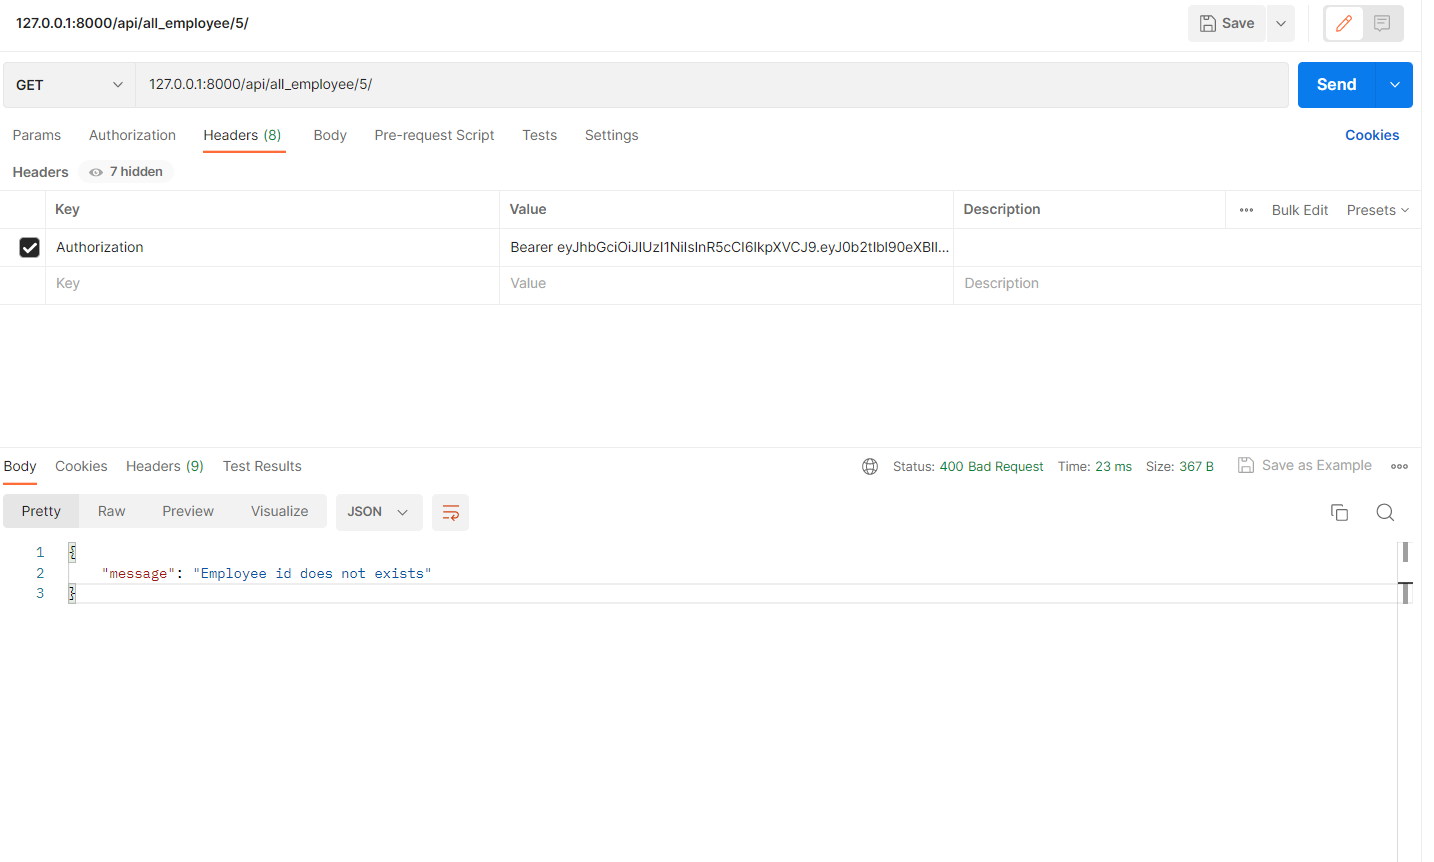 127.0.0.1:8000/api/all_employee/5/
Save
GET 127.0.0.1:8000/api/all_employee/5/ Send
Params Authorization Headers (8) Body Pre-request Script Tests Settings Cookies
Headers 7 hidden
Key Value Description ••• Bulk Edit Presets
Authorization Bearer eyJhbGciOiJIUzI1NiIsInR5cCI6IkpXVCJ9.eyJ0b2tlbl90eXBlI...
Key Value Description
Body Cookies Headers (9) Test Results Status: 400 Bad Request Time: 23 ms Size: 367 B Save as Example
Pretty Raw Preview Visualize JSON
1 {
2 "message": "Employee id does not exists"
3 }